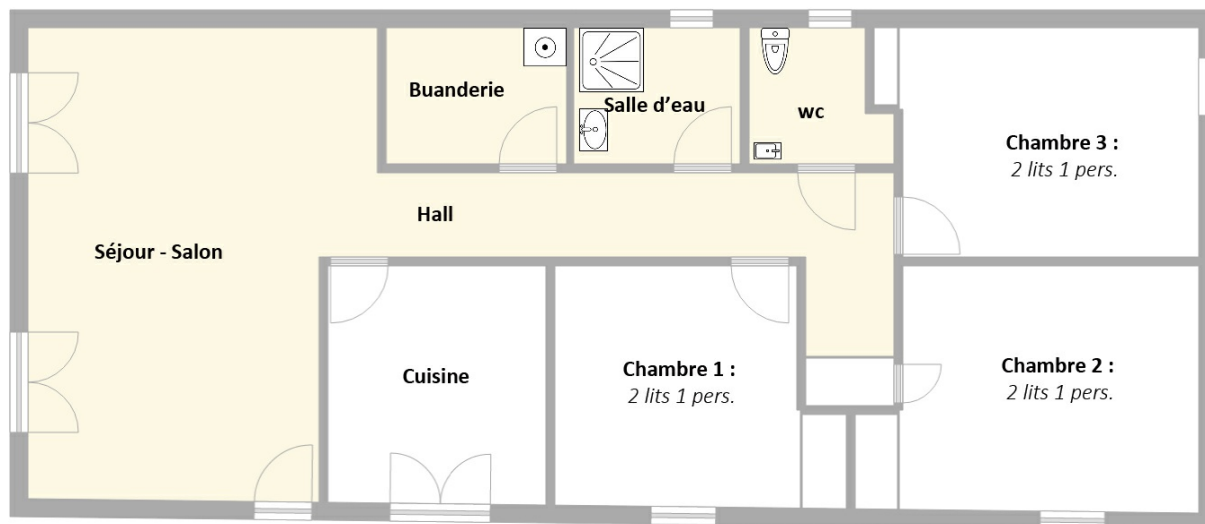 Buanderie
Salle d'eau
wc
Chambre 3 :
2 lits 1 pers.
Hall
Séjour - Salon
Cuisine
Chambre 1 :
2 lits 1 pers.
Chambre 2 :
2 lits 1 pers.